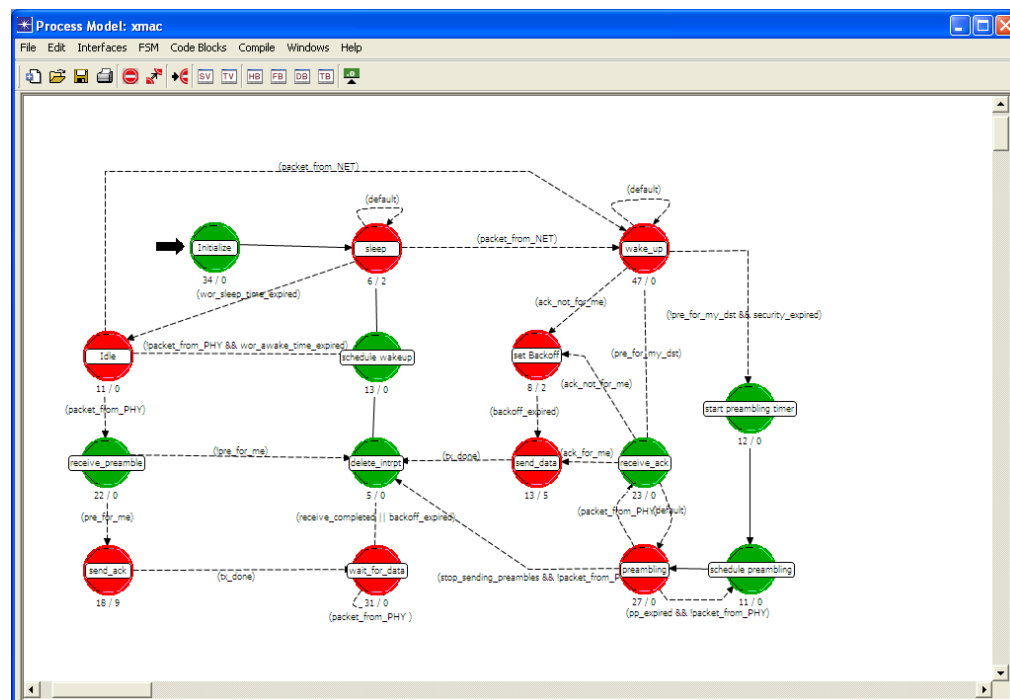 Process Model: xmac
File Edit Interfaces FSM Code Blocks Compile Windows Help
SV TV HB FB DB TB
(packet_from_NET)
(default)
(default)
Initialize
sleep
(packet_from_NET)
wake_up
34 / 0
6 / 2
47 / 0
(wor_sleep_time_expired)
(ack_not_for_me)
(!pre_for_my_dst && security_expired)
Idle
(!packet_from_PHY && wor_awake_time_expired)
schedule wakeup
set Backoff
(pre_for_my_dst)
11 / 0
13 / 0
8 / 2
(ack_not_for_me)
(packet_from_PHY)
(backoff_expired)
start preambling timer
12 / 0
receive_preamble
(!pre_for_me)
delete_intrpt
(tx_done)
send_data
(ack_for_me)
receive_ack
22 / 0
5 / 0
13 / 5
23 / 0
(pre_for_me)
(receive_completed || backoff_expired)
(packet_from_PHY)
(default)
send_ack
(tx_done)
wait_for_data
(stop_sending_preambles && !packet_from_P
preambling
schedule preambling
18 / 9
31 / 0
27 / 0
11 / 0
(packet_from_PHY )
(pp_expired && !packet_from_PHY)